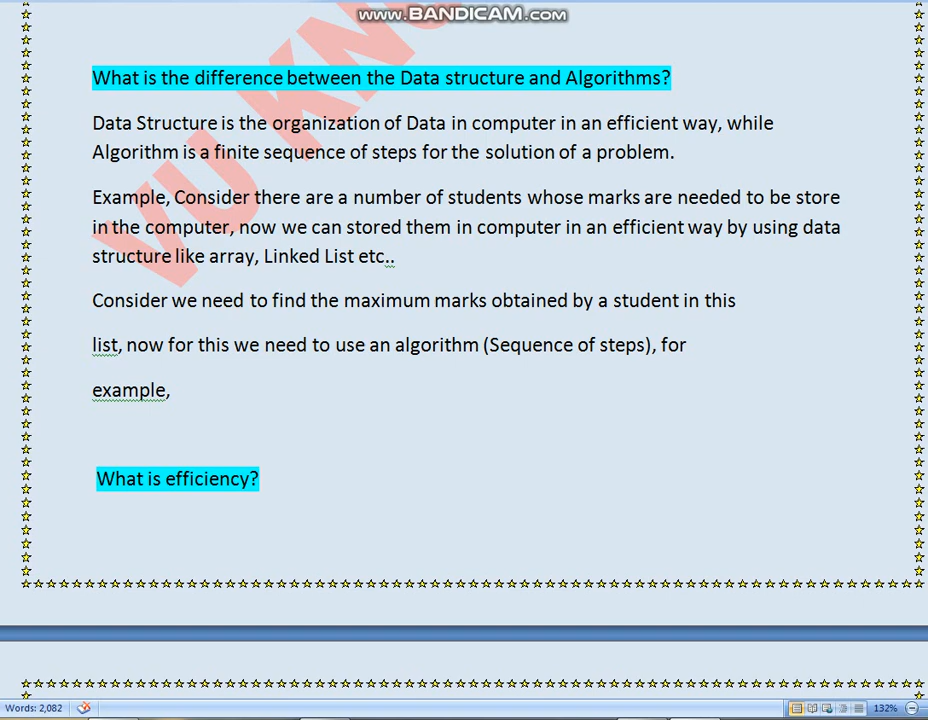 www.BANDICAM.com
What is the difference between the Data structure and Algorithms?
Data Structure is the organization of Data in computer in an efficient way, while
Algorithm is a finite sequence of steps for the solution of a problem.
Example, Consider there are a number of students whose marks are needed to be store
in the computer, now we can stored them in computer in an efficient way by using data
structure like array, Linked List etc..
Consider we need to find the maximum marks obtained by a student in this
list, now for this we need to use an algorithm (Sequence of steps), for
example,
What is efficiency?
VU KNO
Words: 2,082
132%